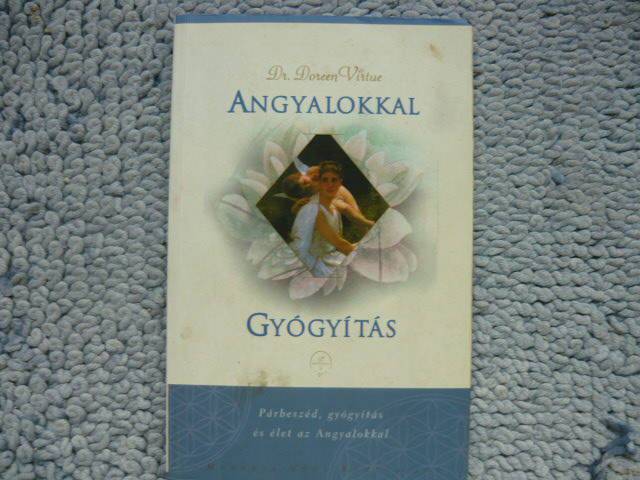 Dr. Doreen Virtue
ANGYALOKKAL
GYÓGYÍTÁS
Párbeszéd, gyógyítás
és élet az Angyalokkal